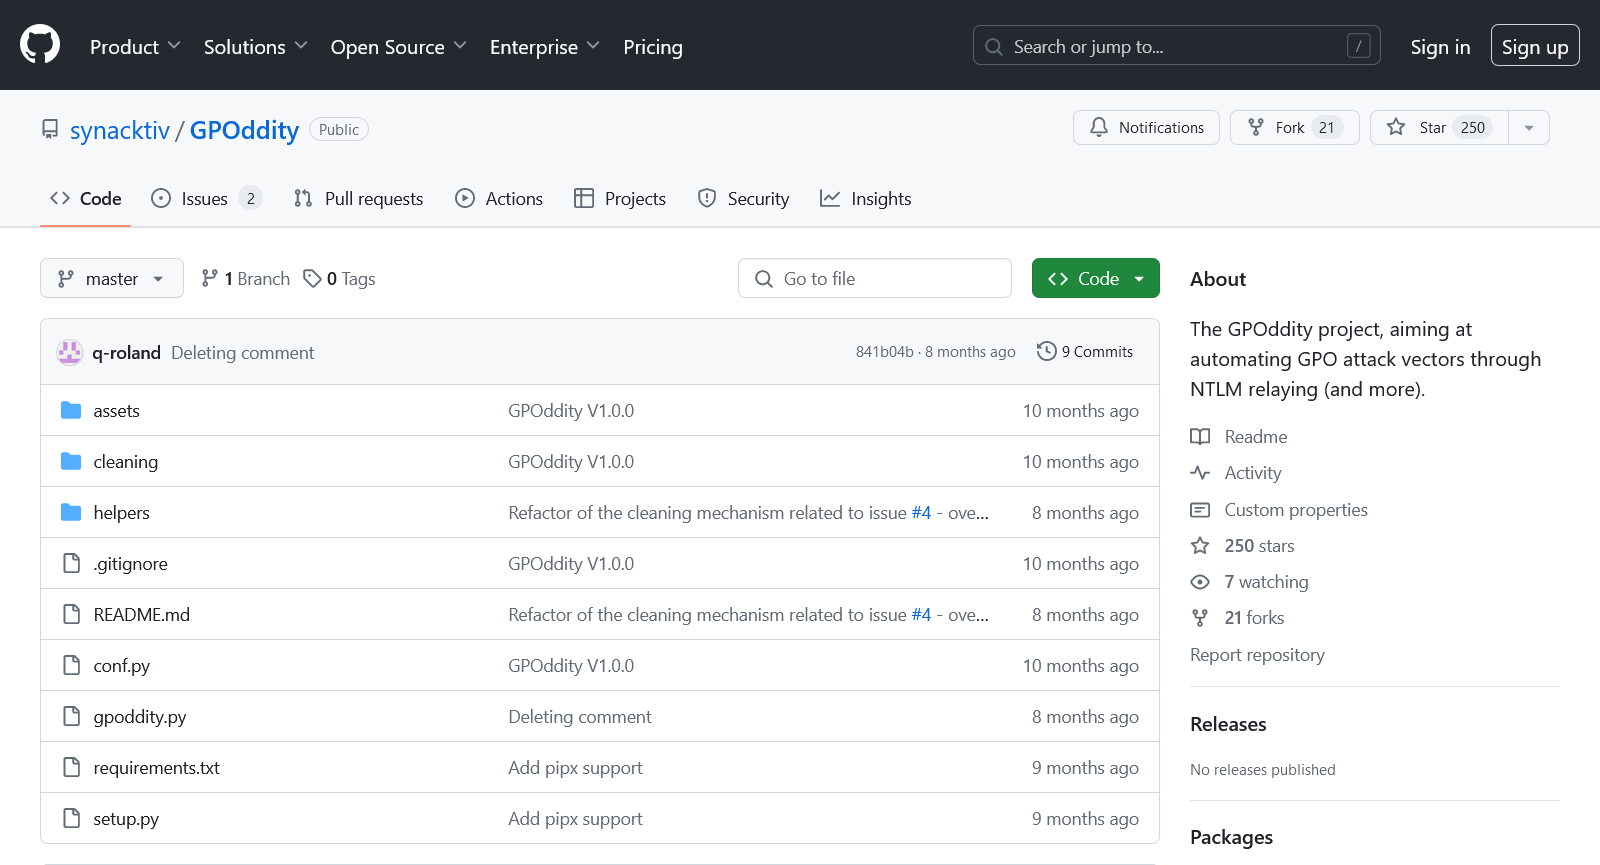 Product Solutions Open Source Enterprise Pricing Search or jump to... / Sign in Sign up
synacktiv / GPOddity Public Notifications Fork 21 Star 250
Code Issues 2 Pull requests Actions Projects Security Insights
master 1 Branch 0 Tags Go to file Code
q-roland Deleting comment 841b04b · 8 months ago 9 Commits
assets GPOddity V1.0.0 10 months ago
cleaning GPOddity V1.0.0 10 months ago
helpers Refactor of the cleaning mechanism related to issue #4 - ove... 8 months ago
.gitignore GPOddity V1.0.0 10 months ago
README.md Refactor of the cleaning mechanism related to issue #4 - ove... 8 months ago
conf.py GPOddity V1.0.0 10 months ago
gpoddity.py Deleting comment 8 months ago
requirements.txt Add pipx support 9 months ago
setup.py Add pipx support 9 months ago
About
The GPOddity project, aiming at
automating GPO attack vectors through
NTLM relaying (and more).
Readme
Activity
Custom properties
250 stars
7 watching
21 forks
Report repository
Releases
No releases published
Packages